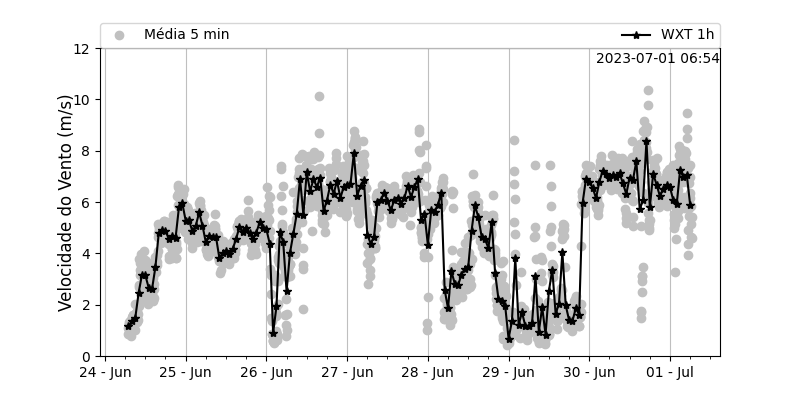 Média 5 min
WXT 1h
2023-07-01 06:54
Velocidade do Vento (m/s)
12
10
8
6
4
2
0
24 - Jun
25 - Jun
26 - Jun
27 - Jun
28 - Jun
29 - Jun
30 - Jun
01 - Jul